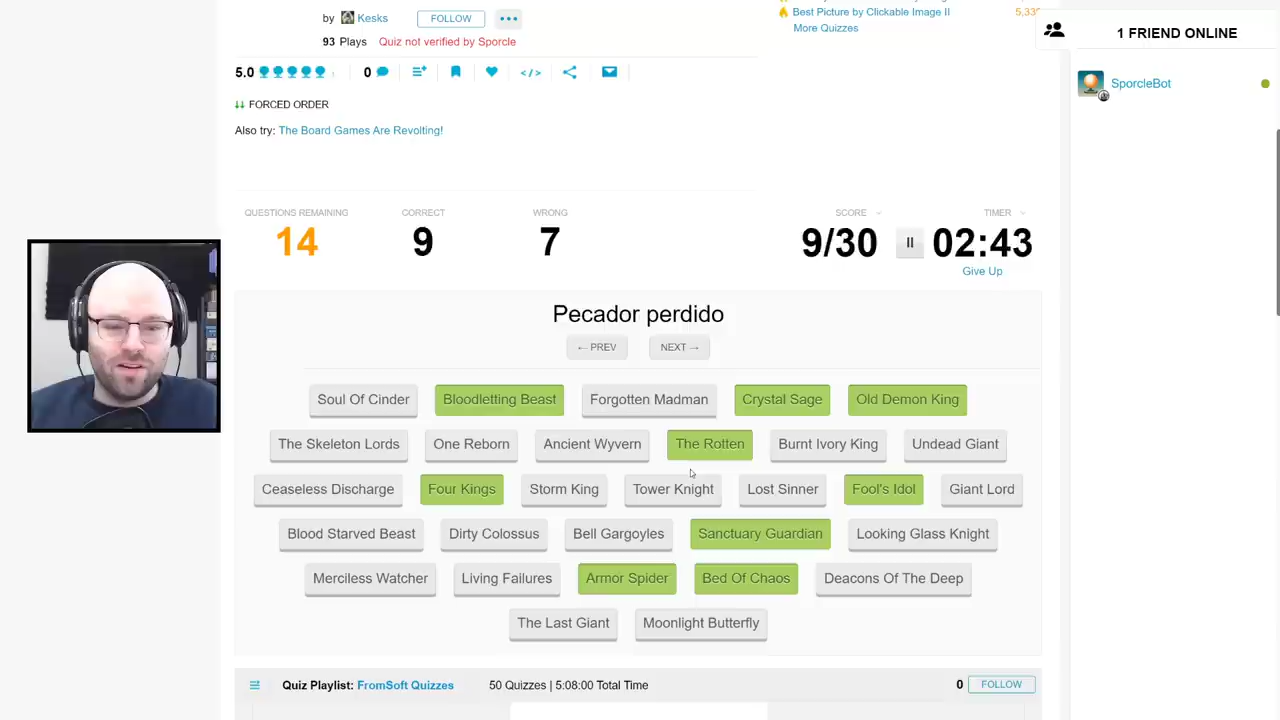 by Kesks FOLLOW •••
93 Plays Quiz not verified by Sporcle
Best Picture by Clickable Image II
More Quizzes
1 FRIEND ONLINE
SporcleBot
5.0 0 </>
FORCED ORDER
Also try: The Board Games Are Revolting!
QUESTIONS REMAINING CORRECT WRONG SCORE TIMER
14 9 7 9/30 02:43
Give Up
Pecador perdido
← PREV NEXT →
Soul Of Cinder Bloodletting Beast Forgotten Madman Crystal Sage Old Demon King
The Skeleton Lords One Reborn Ancient Wyvern The Rotten Burnt Ivory King Undead Giant
Ceaseless Discharge Four Kings Storm King Tower Knight Lost Sinner Fool's Idol Giant Lord
Blood Starved Beast Dirty Colossus Bell Gargoyles Sanctuary Guardian Looking Glass Knight
Merciless Watcher Living Failures Armor Spider Bed Of Chaos Deacons Of The Deep
The Last Giant Moonlight Butterfly
Quiz Playlist: FromSoft Quizzes 50 Quizzes | 5:08:00 Total Time 0 FOLLOW